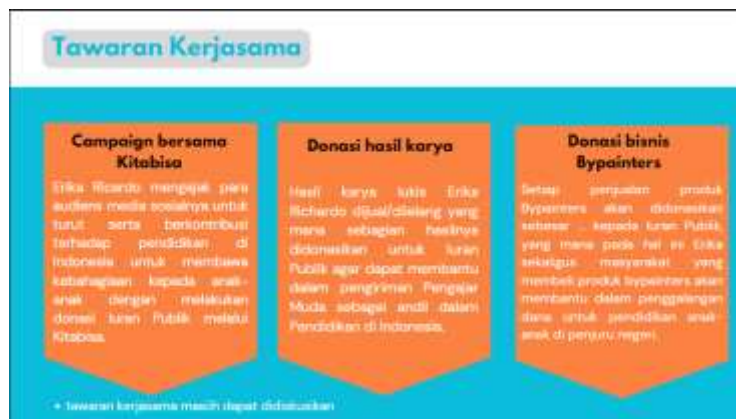 Tawaran Kerjasama
Campaign bersama
Kitabisa
Erika Ricardo mengajak para
audiens media sosialnya untuk
turut serta berkontribusi
terhadap pendidikan di
Indonesia untuk membawa
kebahagiaan kepada anak-
anak dengan melakukan
donasi Iuran Publik melalui
Kitabisa.
Donasi hasil karya
Hasil karya lukis Erika
Richardo dijual/dilelang yang
mana sebagian hasilnya
didonasikan untuk Iuran
Publik agar dapat membantu
dalam pengiriman Pengajar
Muda sebagai andil dalam
Pendidikan di Indonesia.
Donasi bisnis
Bypainters
Setiap penjualan produk
Bypainters akan didonasikan
sebesar - kepada Iuran Publik,
yang mana pada hal ini Erika
sekaligus masyarakat yang
membeli produk bypainters akan
membantu dalam penggalangan
dana untuk pendidikan anak-
anak di penjuru negeri.
* tawaran kerjasama masih dapat didiskusikan